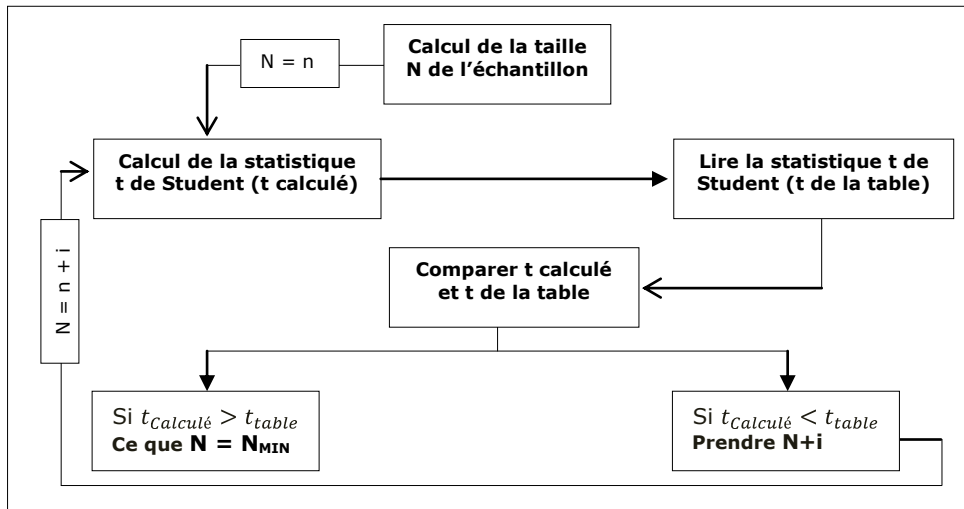 Calcul de la taille
N de l'échantillon
N = n
Calcul de la statistique
t de Student (t calculé)
Lire la statistique t de
Student (t de la table)
N = n + i
Comparer t calculé
et t de la table
Si t_Calculé > t_table
Ce que N = N_MIN
Si t_Calculé < t_table
Prendre N+i